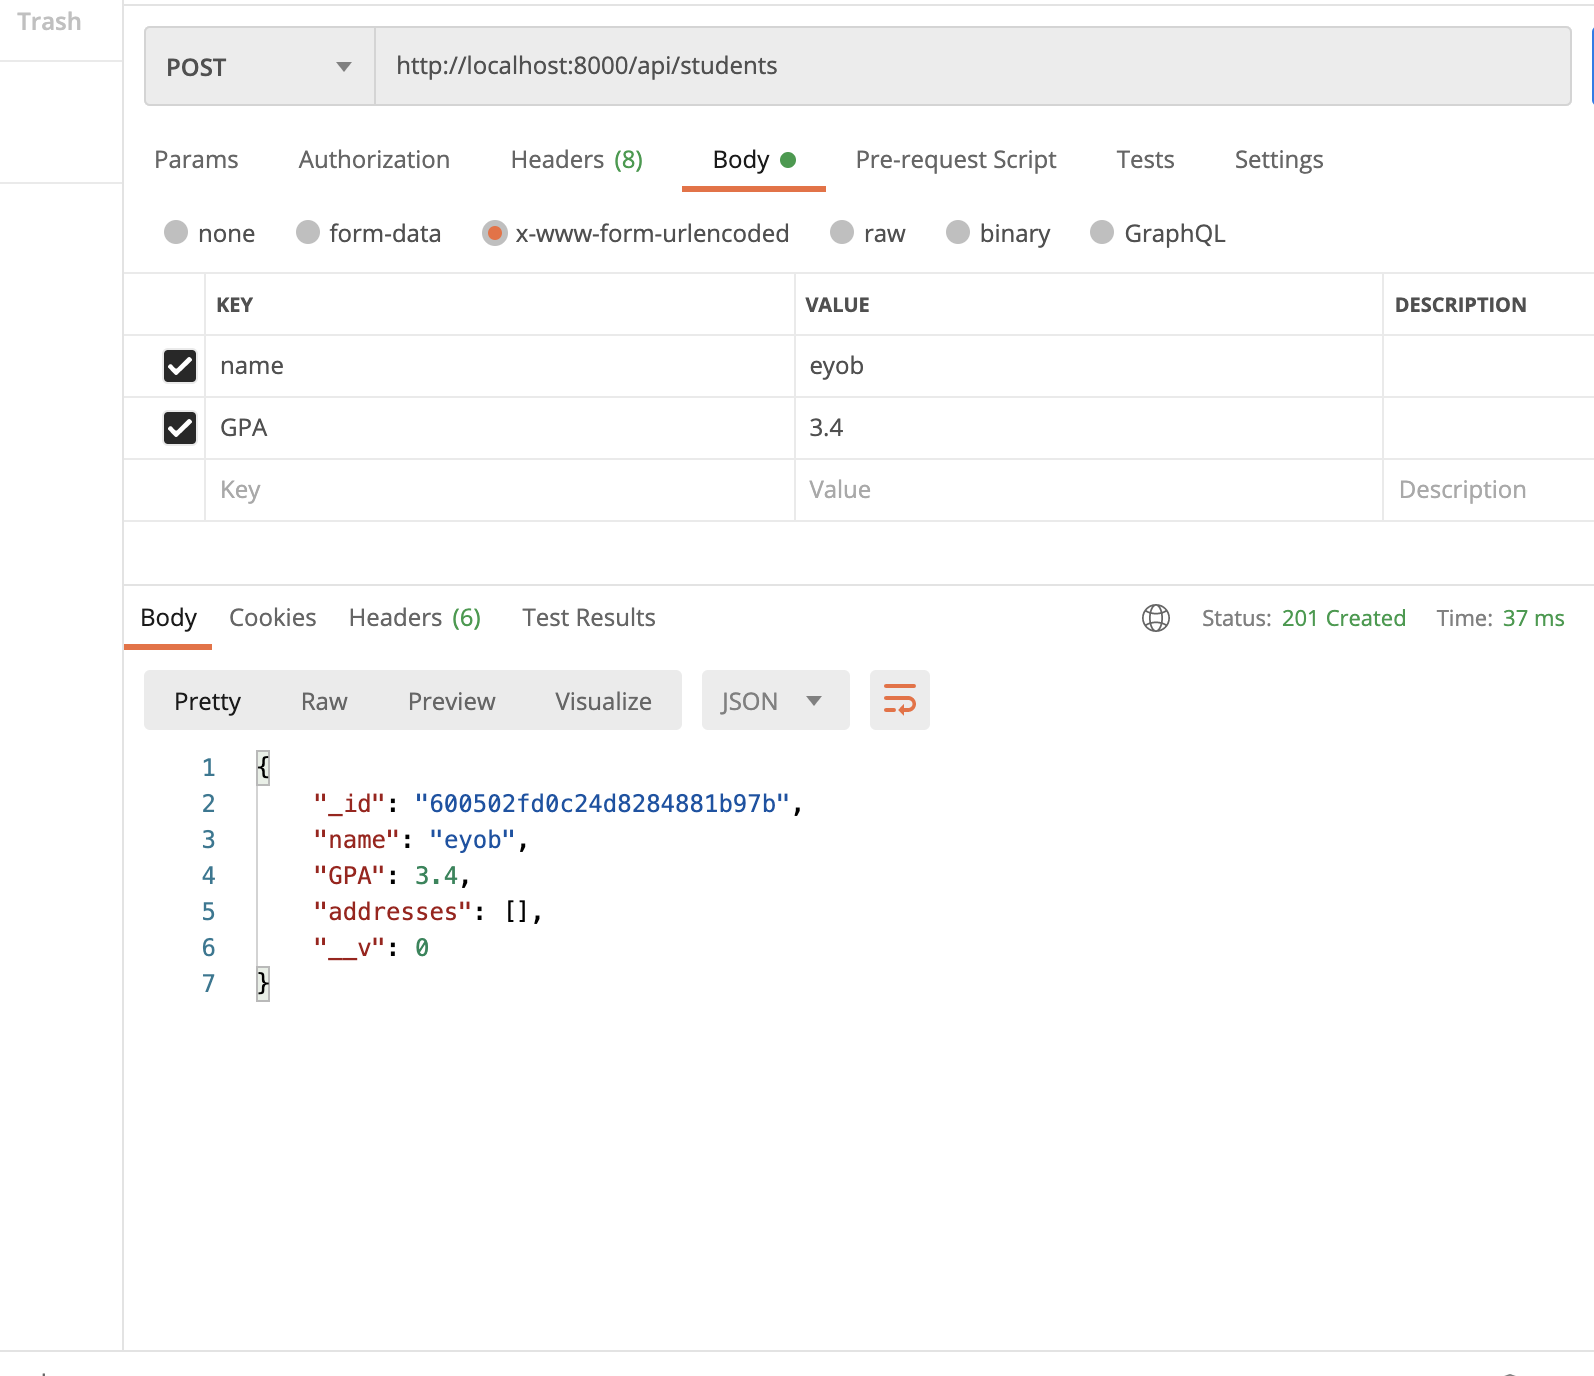 Trash
POST http://localhost:8000/api/students
Params Authorization Headers (8) Body Pre-request Script Tests Settings
none form-data x-www-form-urlencoded raw binary GraphQL
KEY VALUE DESCRIPTION
name eyob
GPA 3.4
Key Value Description
Body Cookies Headers (6) Test Results Status: 201 Created Time: 37 ms
Pretty Raw Preview Visualize JSON
1 {
2 "_id": "600502fd0c24d8284881b97b",
3 "name": "eyob",
4 "GPA": 3.4,
5 "addresses": [],
6 "__v": 0
7 }